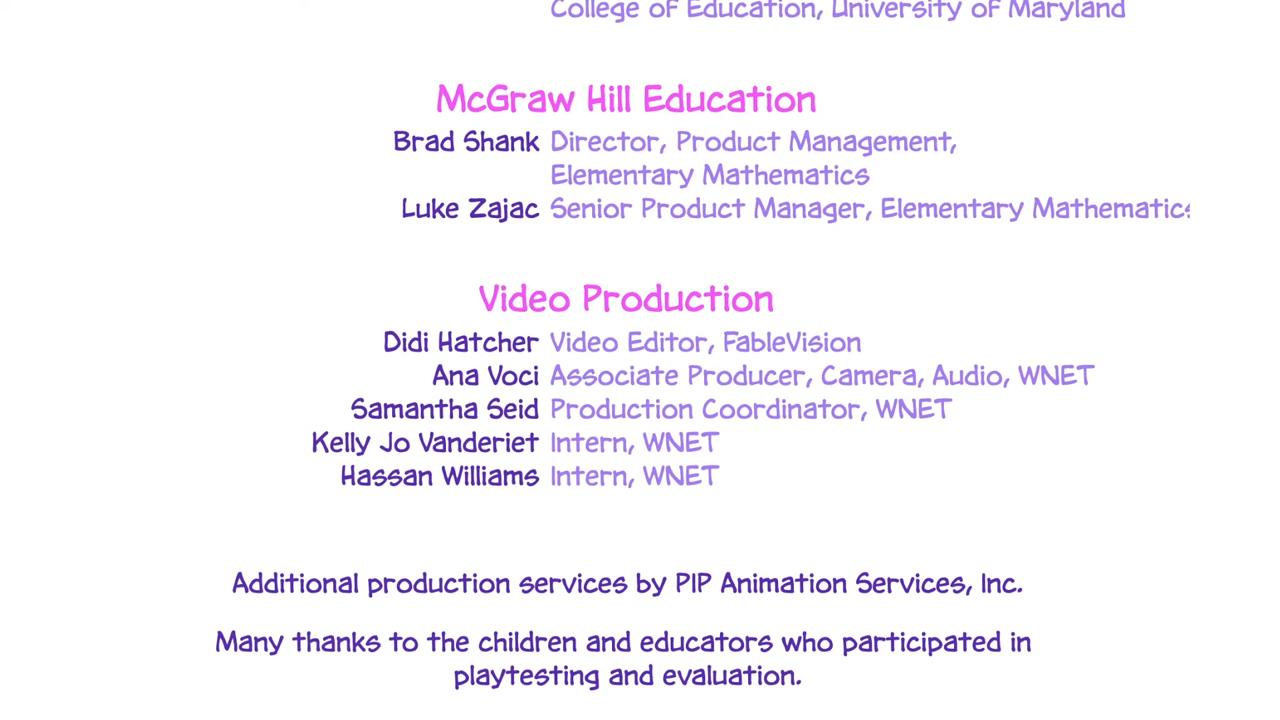 College of Education, University of Maryland
McGraw Hill Education
Brad Shank Director, Product Management,
Elementary Mathematics
Luke Zajac Senior Product Manager, Elementary Mathematics
Video Production
Didi Hatcher Video Editor, FableVision
Ana Voci Associate Producer, Camera, Audio, WNET
Samantha Seid Production Coordinator, WNET
Kelly Jo Vanderiet Intern, WNET
Hassan Williams Intern, WNET
Additional production services by PIP Animation Services, Inc.
Many thanks to the children and educators who participated in
playtesting and evaluation.